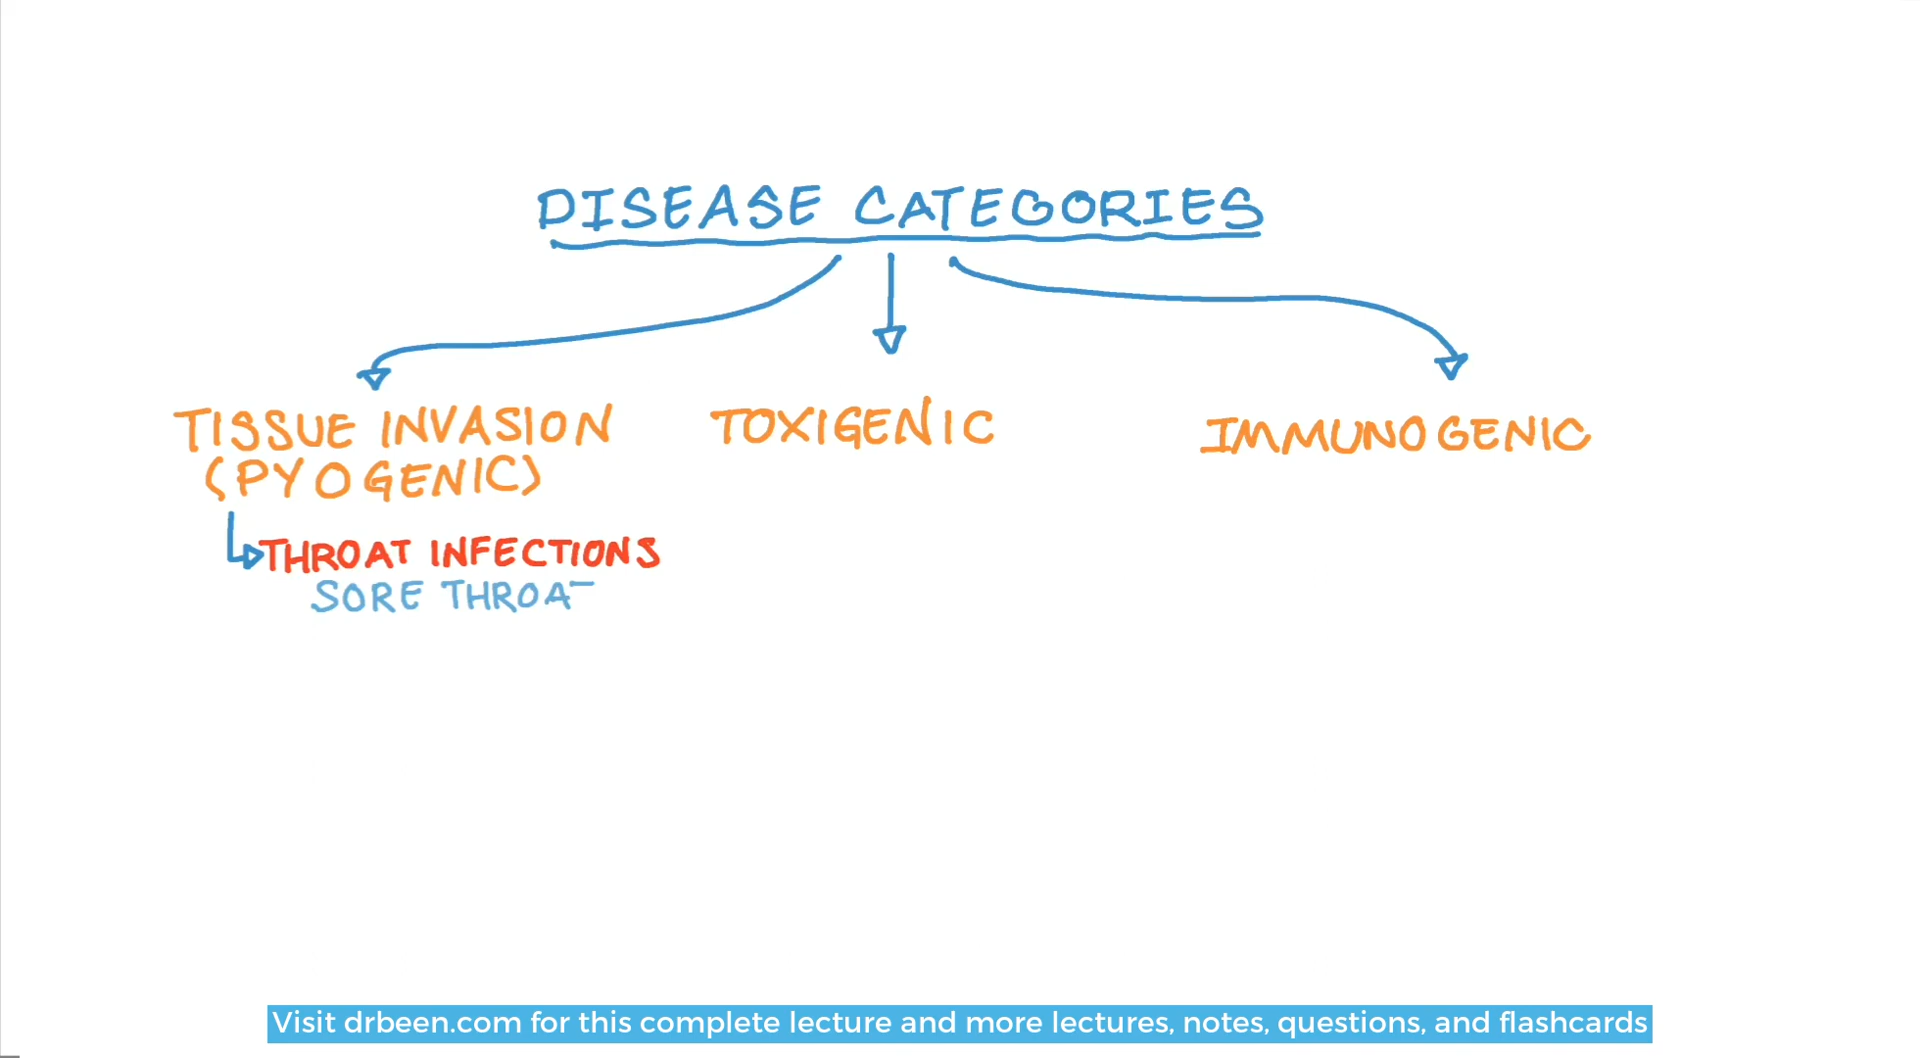 DISEASE CATEGORIES
TISSUE INVASION
(PYOGENIC)
TOXIGENIC
IMMUNOGENIC
THROAT INFECTIONS
SORE THROAT
Visit drbeen.com for this complete lecture and more lectures, notes, questions, and flashcards